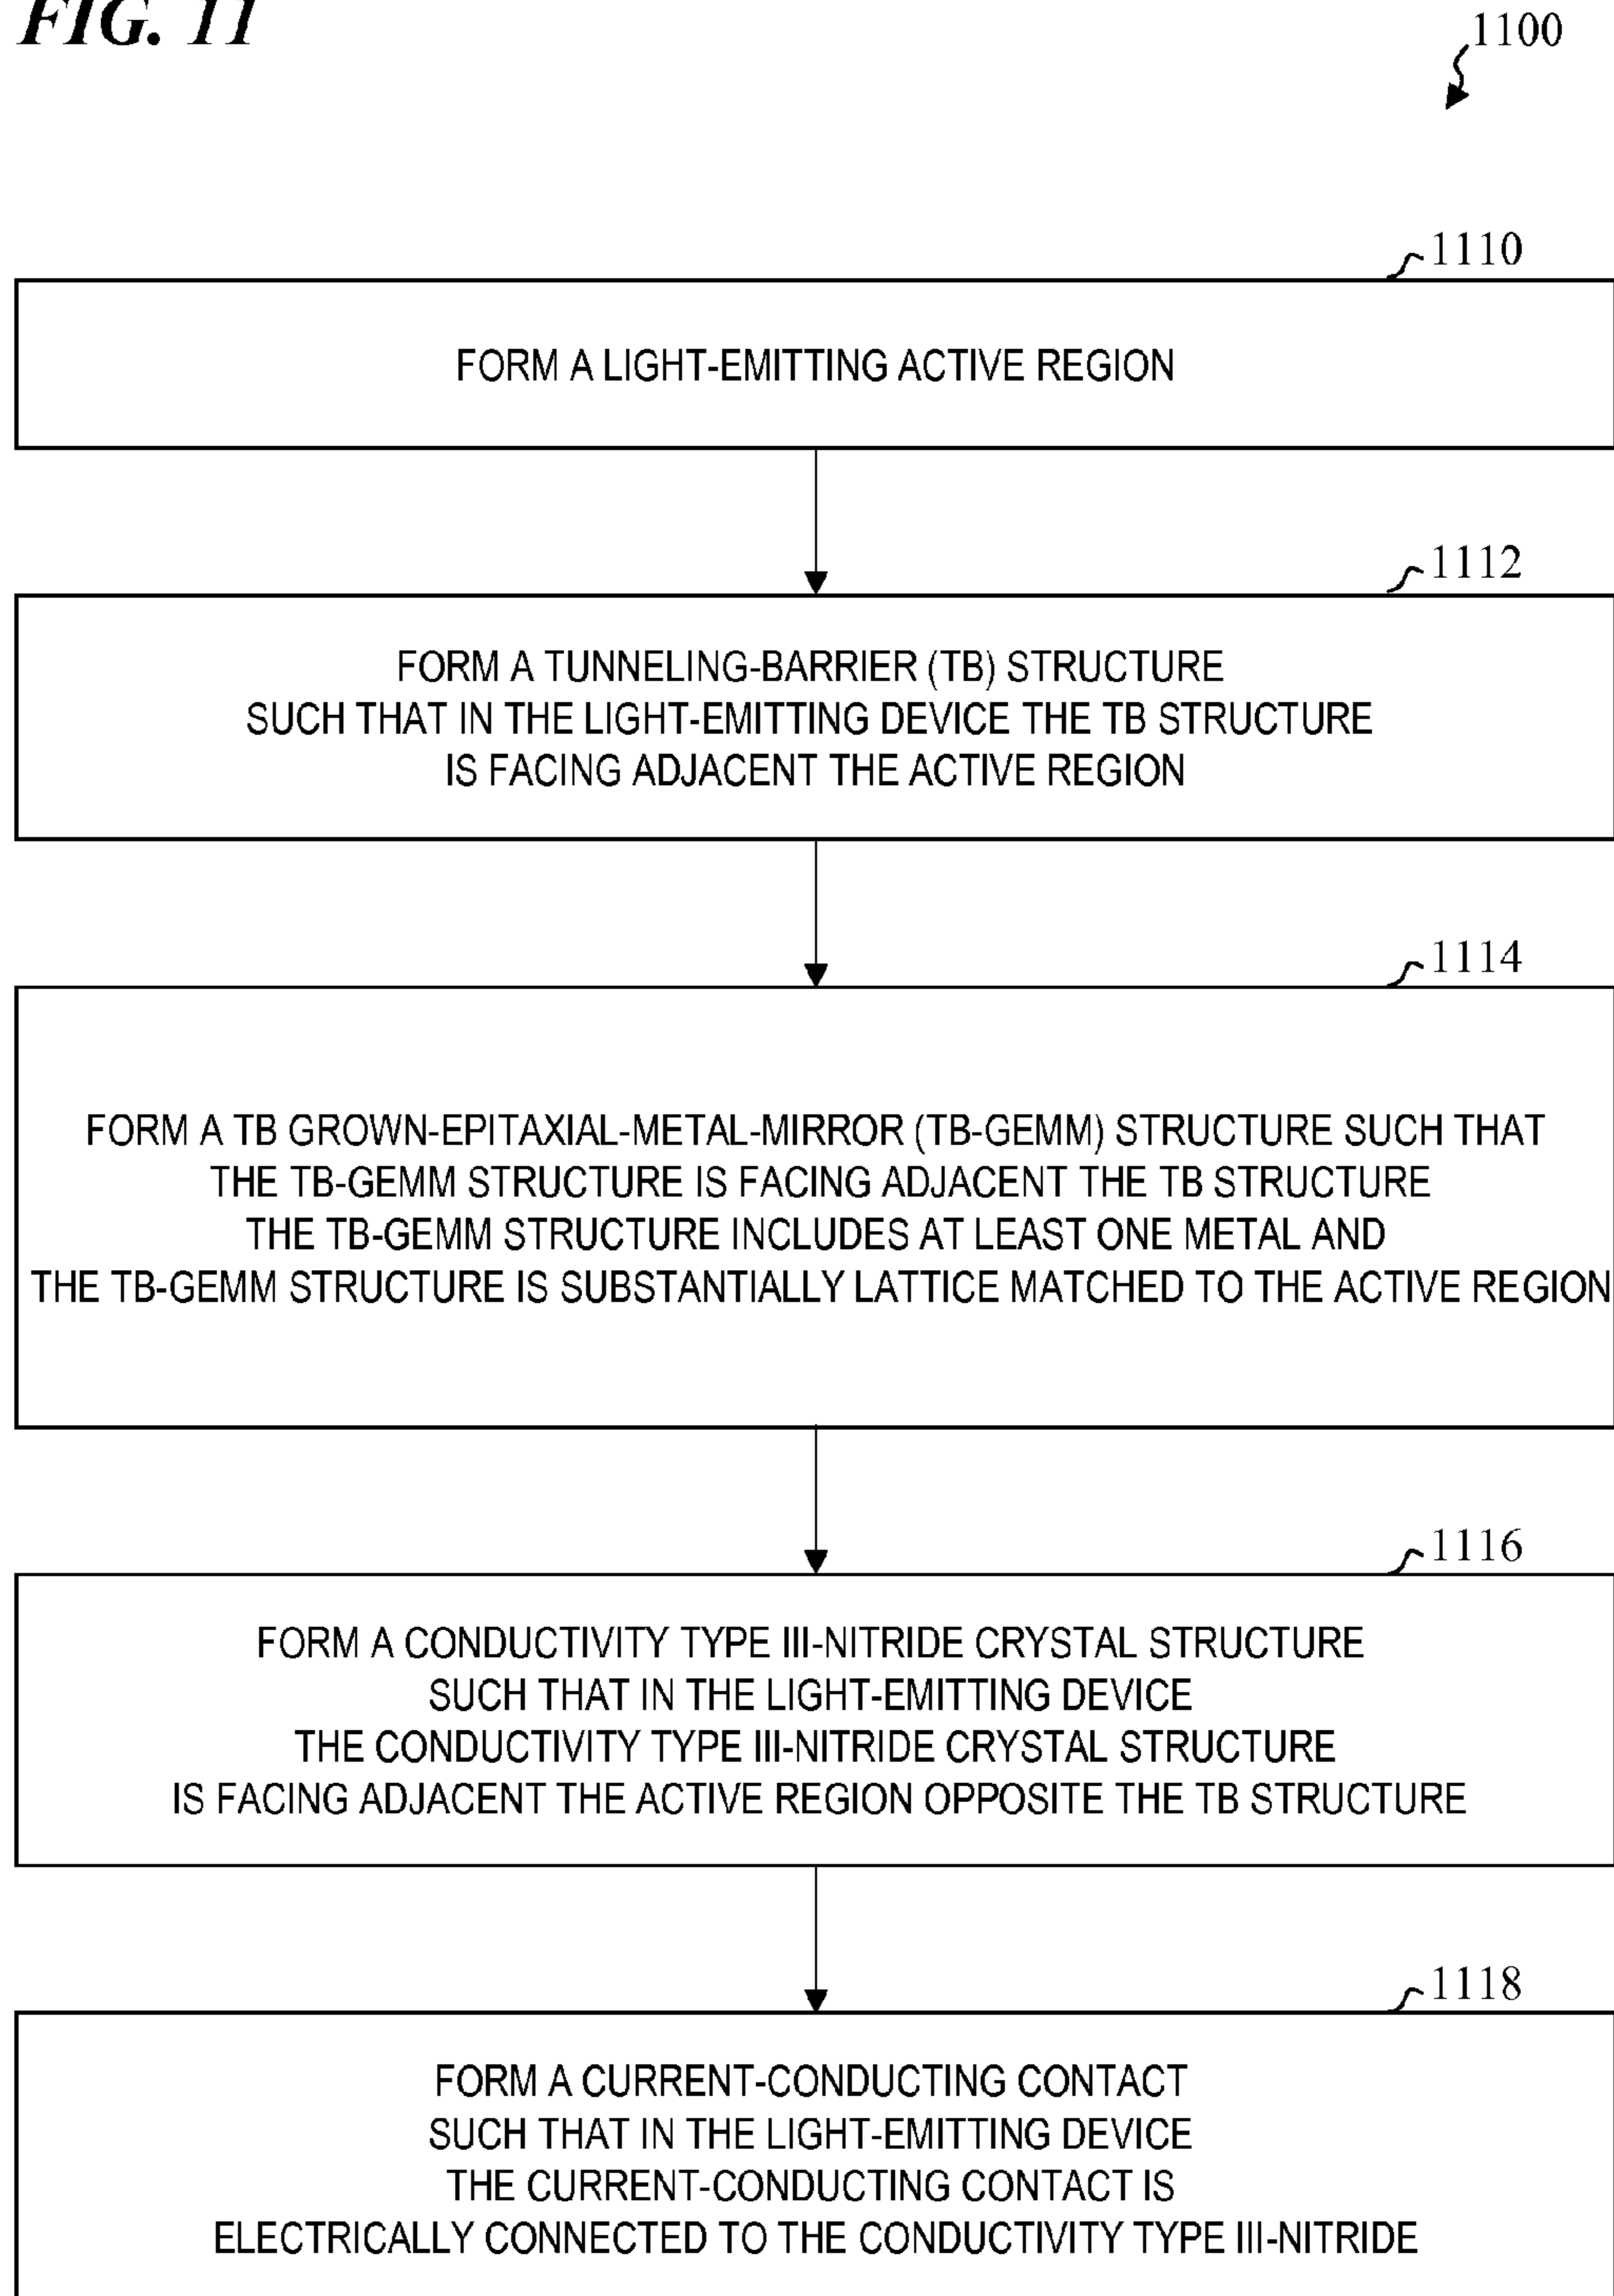 FIG. 11
1100
1110
FORM A LIGHT-EMITTING ACTIVE REGION
1112
FORM A TUNNELING-BARRIER (TB) STRUCTURE
SUCH THAT IN THE LIGHT-EMITTING DEVICE THE TB STRUCTURE
IS FACING ADJACENT THE ACTIVE REGION
1114
FORM A TB GROWN-EPITAXIAL-METAL-MIRROR (TB-GEMM) STRUCTURE SUCH THAT
THE TB-GEMM STRUCTURE IS FACING ADJACENT THE TB STRUCTURE
THE TB-GEMM STRUCTURE INCLUDES AT LEAST ONE METAL AND
THE TB-GEMM STRUCTURE IS SUBSTANTIALLY LATTICE MATCHED TO THE ACTIVE REGION
1116
FORM A CONDUCTIVITY TYPE III-NITRIDE CRYSTAL STRUCTURE
SUCH THAT IN THE LIGHT-EMITTING DEVICE
THE CONDUCTIVITY TYPE III-NITRIDE CRYSTAL STRUCTURE
IS FACING ADJACENT THE ACTIVE REGION OPPOSITE THE TB STRUCTURE
1118
FORM A CURRENT-CONDUCTING CONTACT
SUCH THAT IN THE LIGHT-EMITTING DEVICE
THE CURRENT-CONDUCTING CONTACT IS
ELECTRICALLY CONNECTED TO THE CONDUCTIVITY TYPE III-NITRIDE